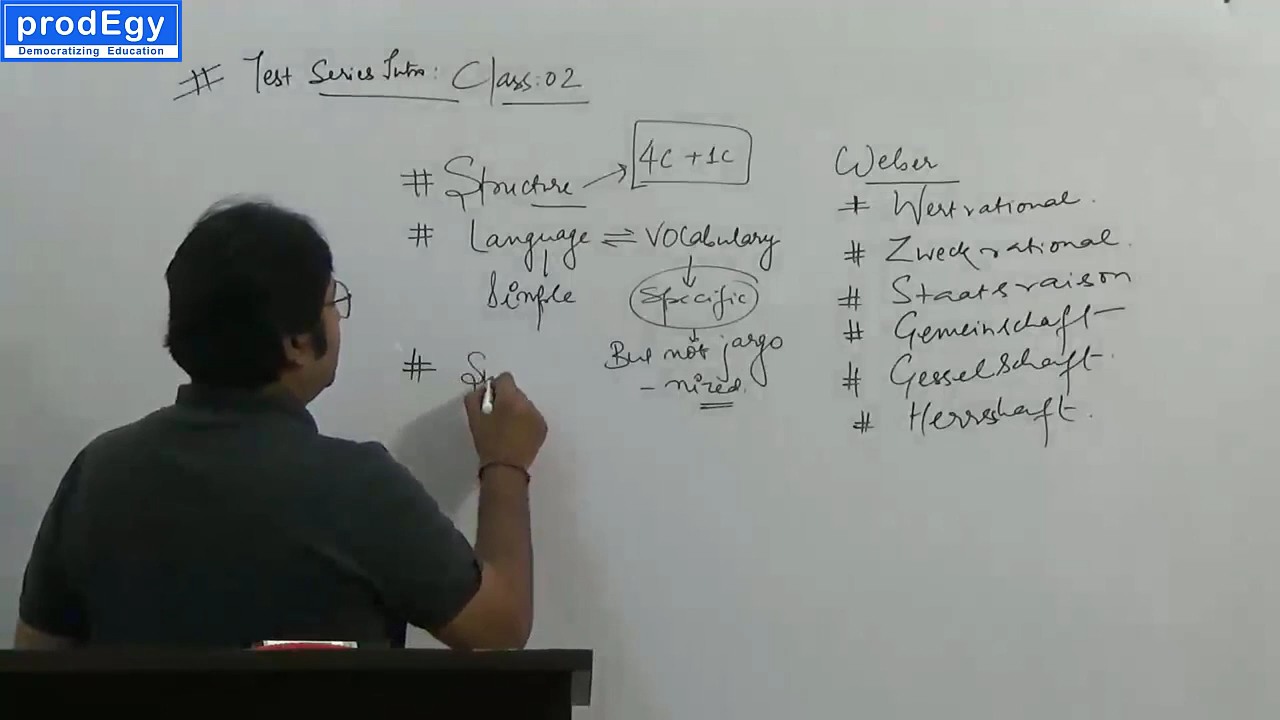 prodEgy
Democratizing Education
# Test Series Intro: Class:02
# Structure → 4C + 1C
# Language ⇌ Vocabulary
Simple
Specific
But not jargo
- nized.
# S
Weber
# Wertrational.
# Zweckrational.
# Staatsraison
# Gemeinschaft
# Gesselschaft.
# Herrshaft.